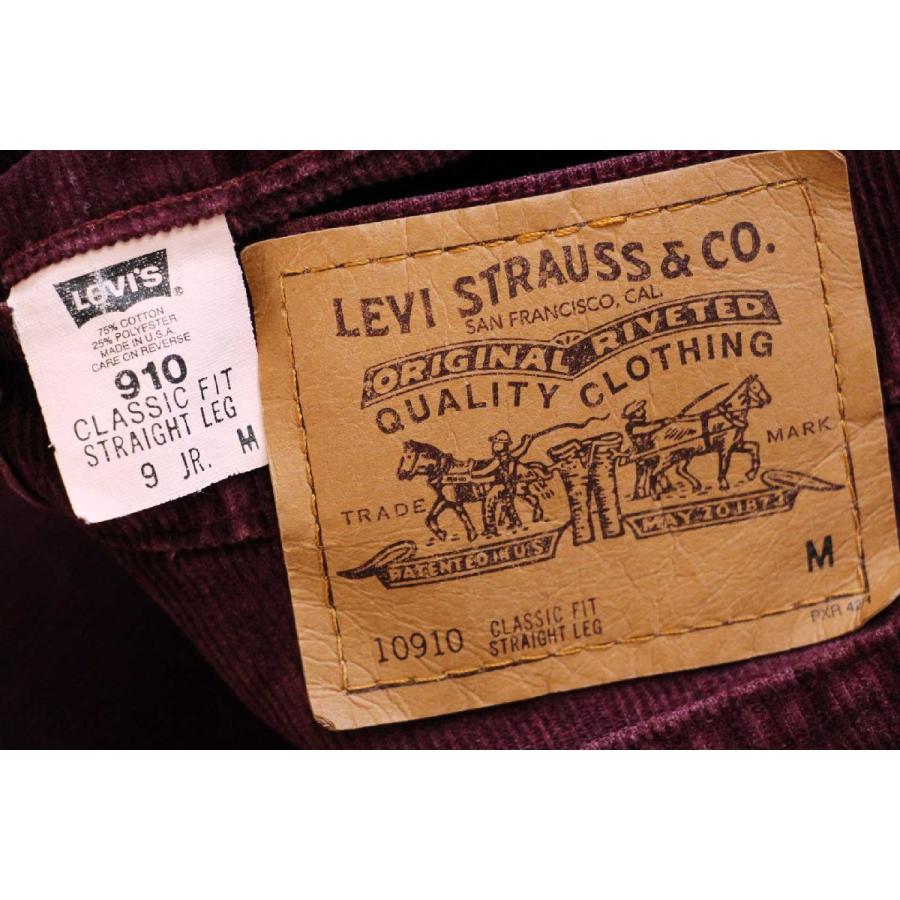 LEVI'S
75% COTTON
25% POLYESTER
MADE IN U.S.A.
CARE ON REVERSE
910
CLASSIC FIT
STRAIGHT LEG
9 JR. M
LEVI STRAUSS & CO.
SAN FRANCISCO, CAL.
ORIGINAL RIVETED
QUALITY CLOTHING
TRADE MARK
PATENTED IN U.S. MAY 20 1873
M
10910 CLASSIC FIT
STRAIGHT LEG